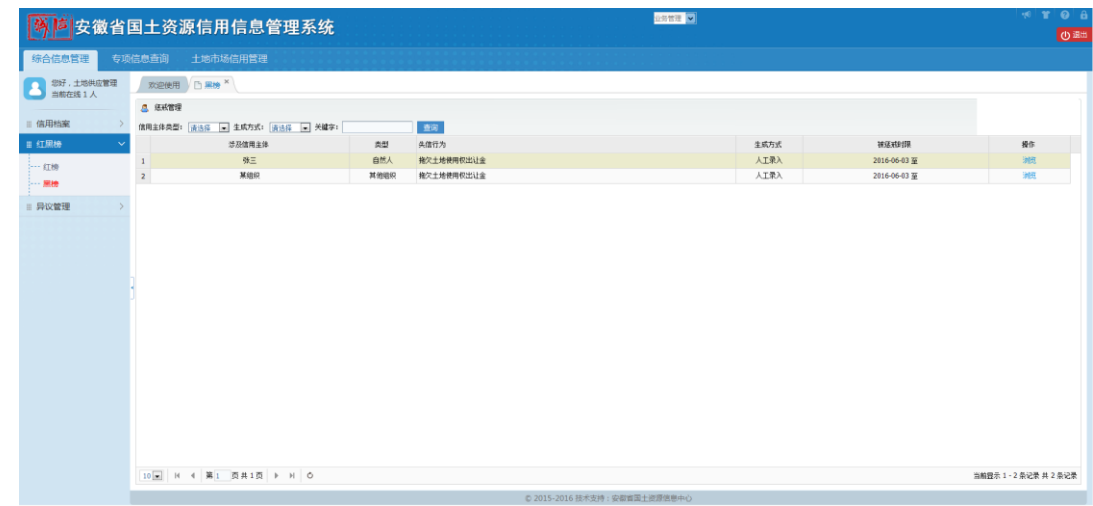 诚信 安徽省国土资源信用信息管理系统 业务管理
退出
综合信息管理 专项信息查询 土地市场信用管理
您好，土地供应管理
当前在线 1 人
欢迎使用 黑榜 ×
惩戒管理
信用档案
信用主体类型： 请选择 生成方式： 请选择 关键字： 查询
红黑榜
涉及信用主体 类型 失信行为 生成方式 被惩戒时限 操作
1 张三 自然人 拖欠土地使用权出让金 人工录入 2016-06-03 至 浏览
2 某组织 其他组织 拖欠土地使用权出让金 人工录入 2016-06-03 至 浏览
红榜
黑榜
异议管理
10 第 1 页 共 1 页 当前显示 1 - 2 条记录 共 2 条记录
© 2015-2016 技术支持：安徽省国土资源信息中心